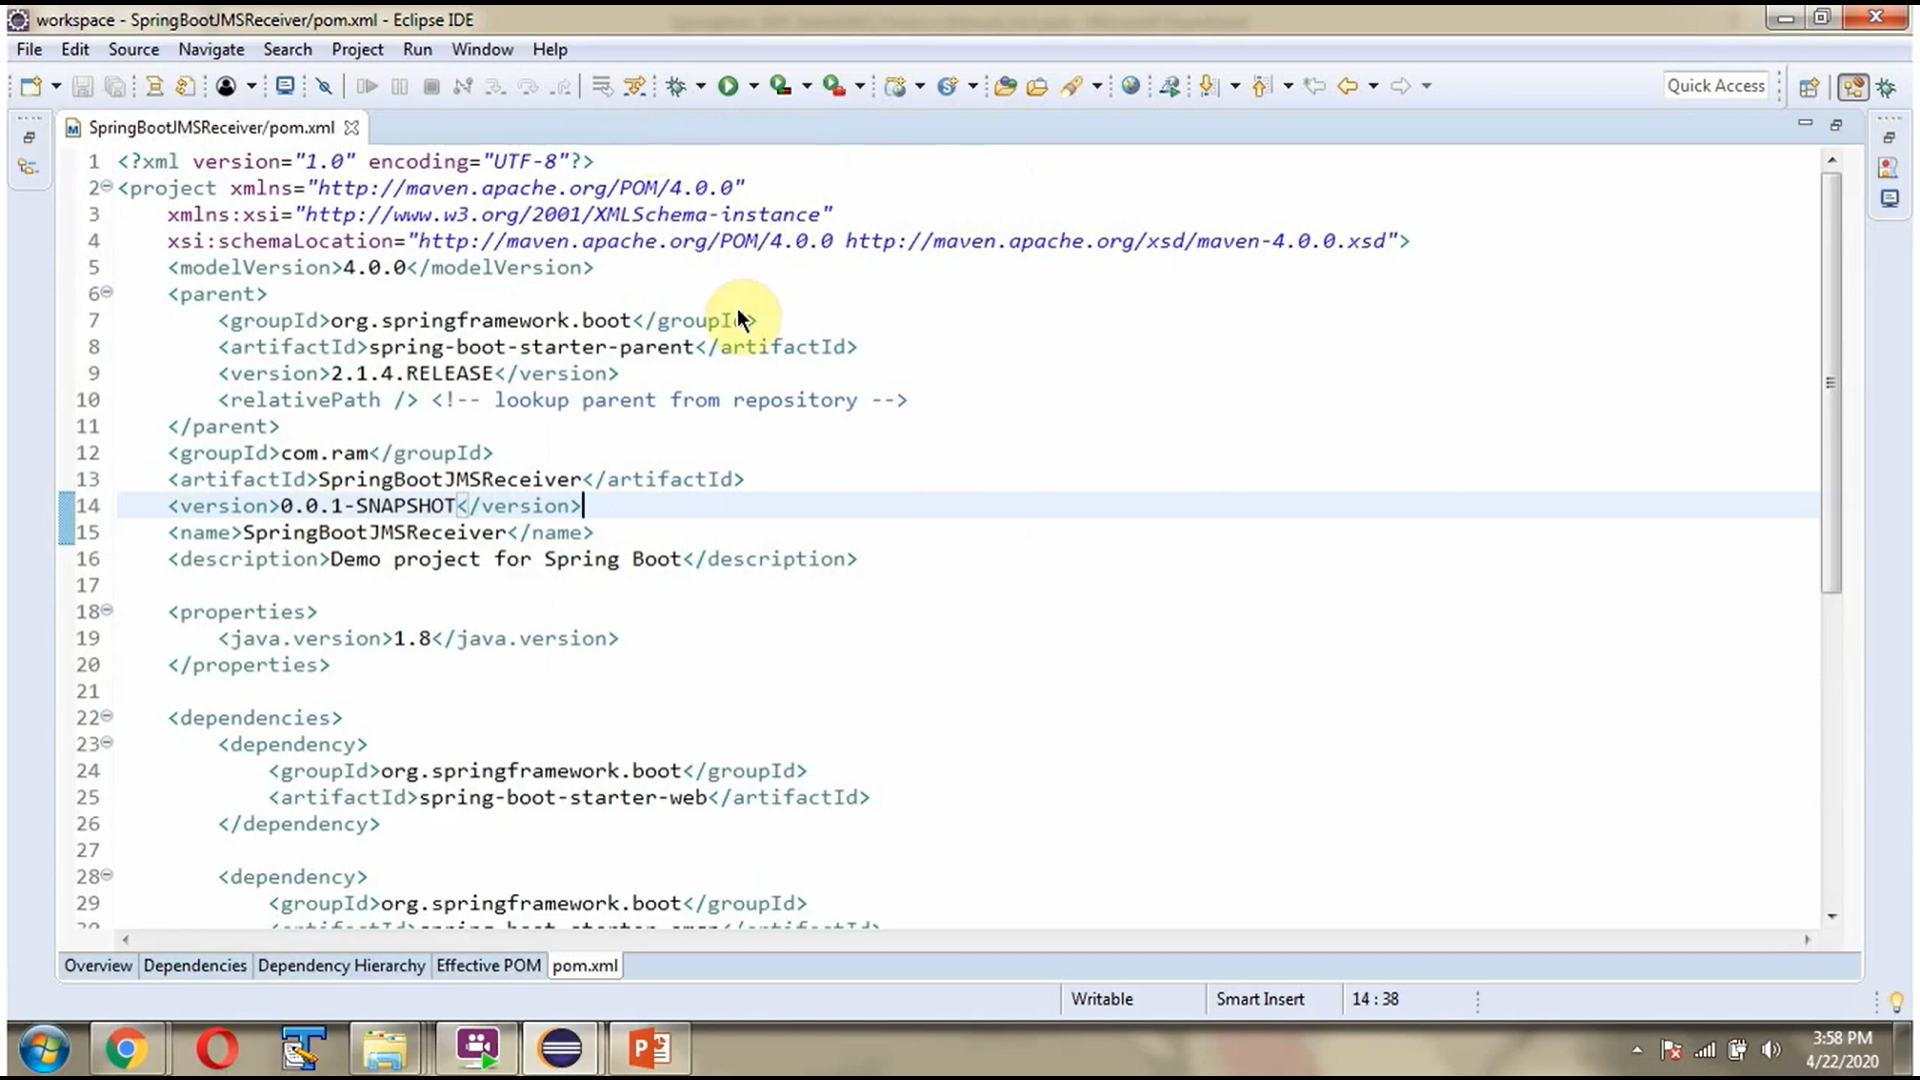 workspace - SpringBootJMSReceiver/pom.xml - Eclipse IDE
File Edit Source Navigate Search Project Run Window Help
Quick Access
SpringBootJMSReceiver/pom.xml
1 <?xml version="1.0" encoding="UTF-8"?>
2 <project xmlns="http://maven.apache.org/POM/4.0.0"
3 xmlns:xsi="http://www.w3.org/2001/XMLSchema-instance"
4 xsi:schemaLocation="http://maven.apache.org/POM/4.0.0 http://maven.apache.org/xsd/maven-4.0.0.xsd">
5 <modelVersion>4.0.0</modelVersion>
6 <parent>
7 <groupId>org.springframework.boot</groupId>
8 <artifactId>spring-boot-starter-parent</artifactId>
9 <version>2.1.4.RELEASE</version>
10 <relativePath /> <!-- lookup parent from repository -->
11 </parent>
12 <groupId>com.ram</groupId>
13 <artifactId>SpringBootJMSReceiver</artifactId>
14 <version>0.0.1-SNAPSHOT</version>
15 <name>SpringBootJMSReceiver</name>
16 <description>Demo project for Spring Boot</description>
17
18 <properties>
19 <java.version>1.8</java.version>
20 </properties>
21
22 <dependencies>
23 <dependency>
24 <groupId>org.springframework.boot</groupId>
25 <artifactId>spring-boot-starter-web</artifactId>
26 </dependency>
27
28 <dependency>
29 <groupId>org.springframework.boot</groupId>
Overview Dependencies Dependency Hierarchy Effective POM pom.xml
Writable Smart Insert 14 : 38
3:58 PM
4/22/2020